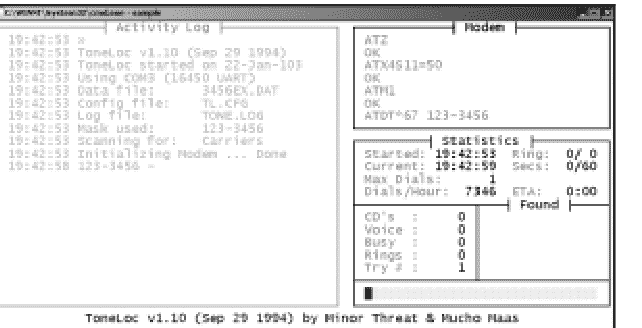 C:\WINNT\System32\cmd.exe - example
Activity Log
19:42:53 »
19:42:53 ToneLoc v1.10 (Sep 29 1994)
19:42:53 ToneLoc started on 22-Jan-103
19:42:53 Using COM3 (16450 UART)
19:42:53 Data file: 3456EX.DAT
19:42:53 Config file: TL.CFG
19:42:53 Log file: TONE.LOG
19:42:53 Mask used: 123-3456
19:42:53 Scanning for: Carriers
19:42:53 Initializing Modem ... Done
19:42:58 123-3456 -
Modem
ATZ
OK
ATX4S11=50
OK
ATM1
OK
ATDT*67 123-3456
Statistics
Started: 19:42:53 Ring: 0/ 0
Current: 19:42:59 Secs: 0/60
Max Dials: 1
Dials/Hour: 7346 ETA: 0:00
Found
CD's : 0
Voice : 0
Busy : 0
Rings : 0
Try # : 1
ToneLoc v1.10 (Sep 29 1994) by Minor Threat & Mucho Maas